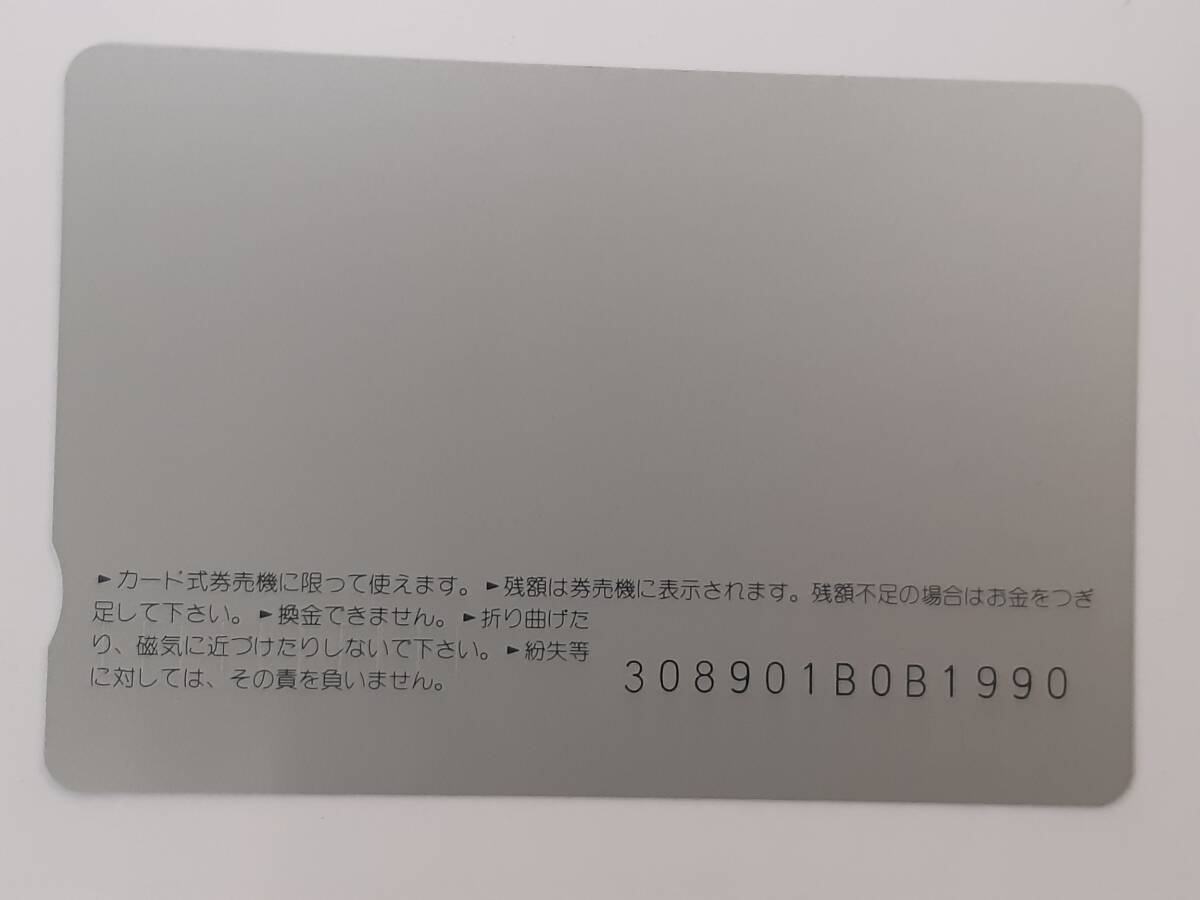 ►カード式券売機に限って使えます。►残額は券売機に表示されます。残額不足の場合はお金をつぎ
足して下さい。►換金できません。►折り曲げた
り、磁気に近づけたりしないで下さい。►紛失等
に対しては、その責を負いません。
308901B0B1990